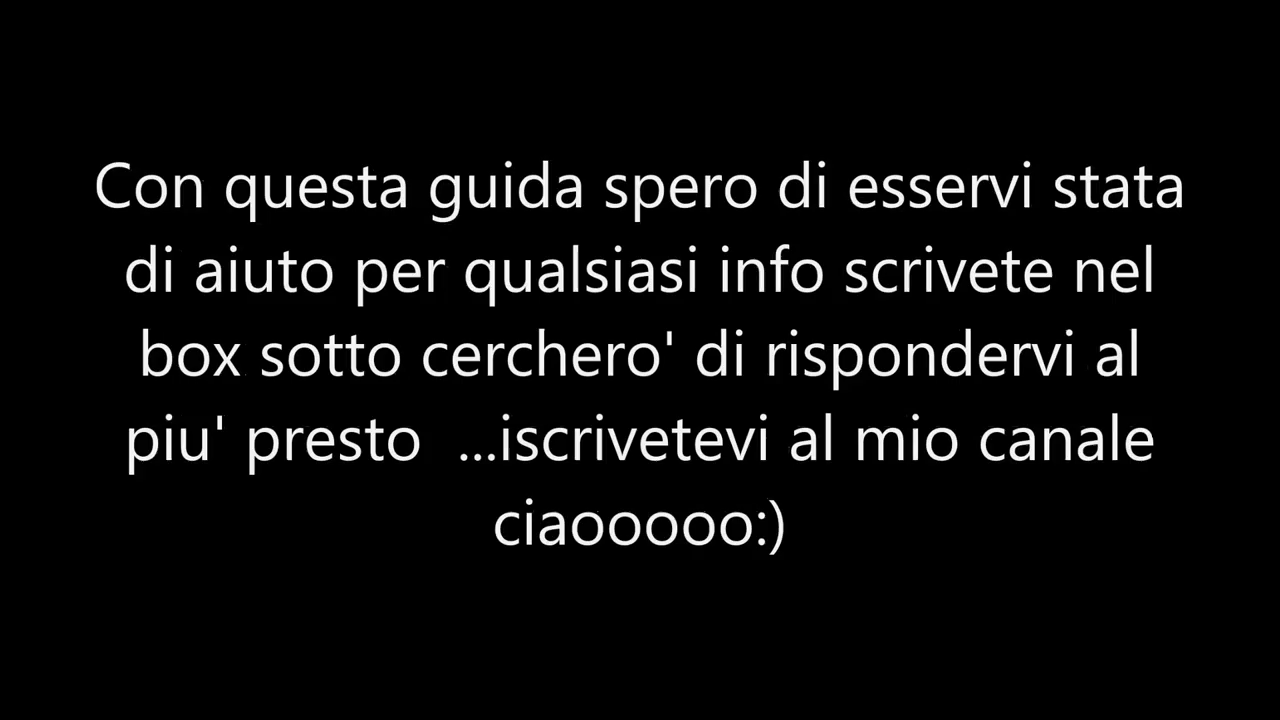 Con questa guida spero di esservi stata
di aiuto per qualsiasi info scrivete nel
box sotto cerchero' di rispondervi al
piu' presto  ...iscrivetevi al mio canale
ciaooooo:)